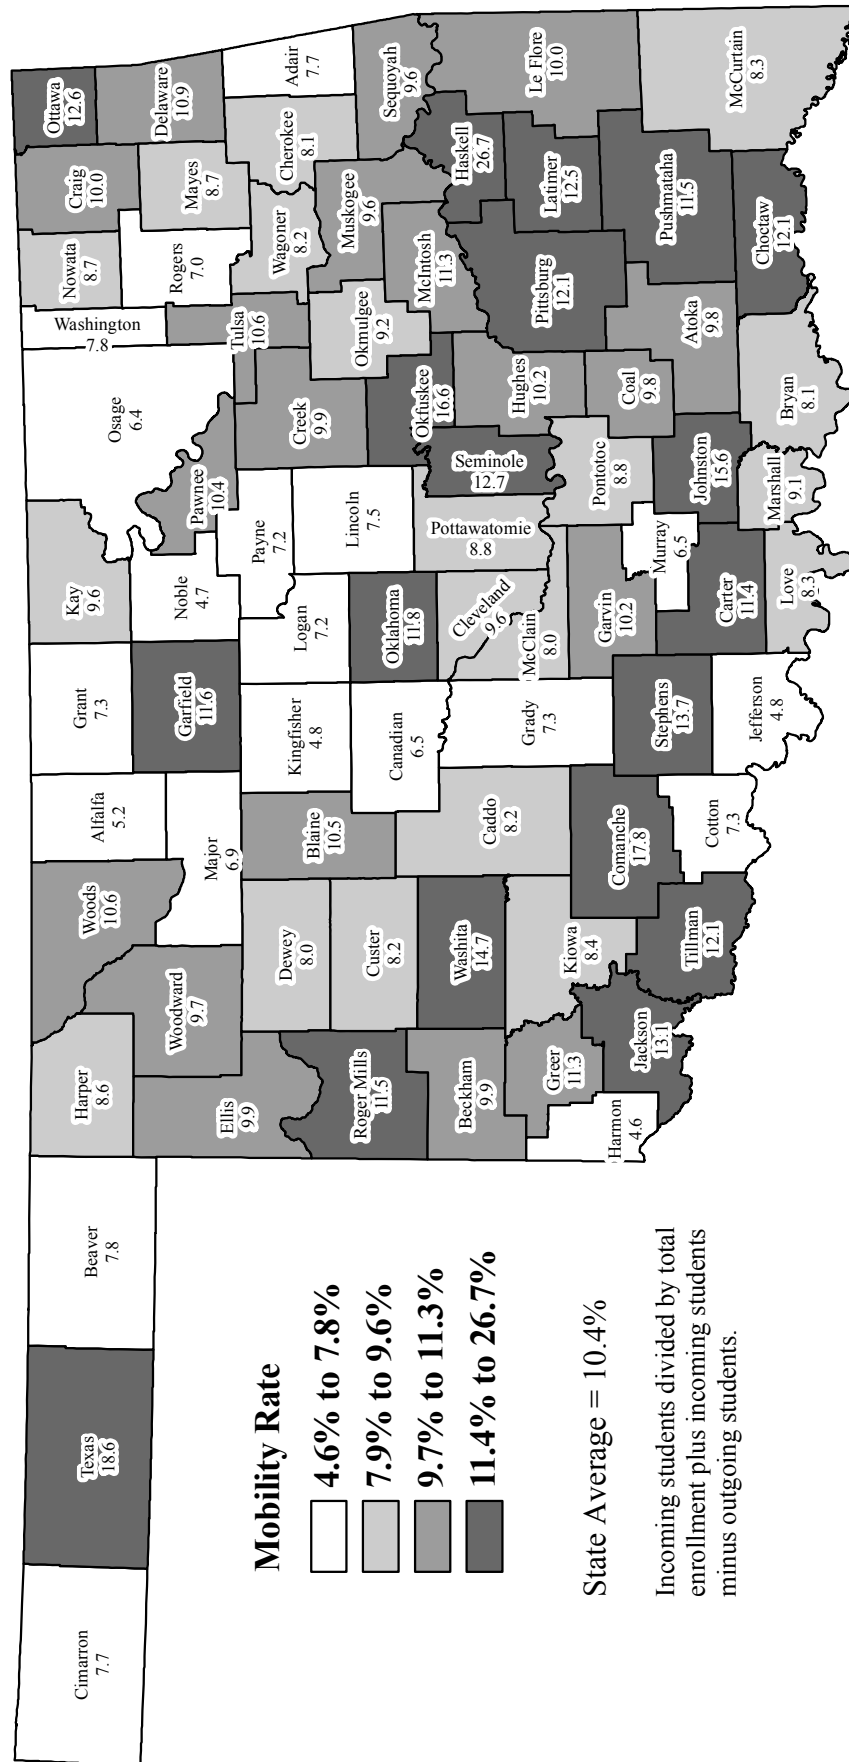 Cimarron
7.7
Texas
18.6
Beaver
7.8
Harper
8.6
Woods
10.6
Alfalfa
5.2
Grant
7.3
Kay
9.6
Osage
6.4
Washington
7.8
Nowata
8.7
Craig
10.0
Ottawa
12.6
Ellis
9.9
Woodward
9.7
Major
6.9
Garfield
11.6
Noble
4.7
Pawnee
10.4
Tulsa
10.6
Rogers
7.0
Mayes
8.7
Delaware
10.9
Roger Mills
11.5
Dewey
8.0
Blaine
10.5
Kingfisher
4.8
Logan
7.2
Payne
7.2
Creek
9.9
Wagoner
8.2
Cherokee
8.1
Adair
7.7
Custer
8.2
Canadian
6.5
Oklahoma
11.8
Lincoln
7.5
Okfuskee
16.6
Okmulgee
9.2
Muskogee
9.6
Sequoyah
9.6
Beckham
9.9
Washita
14.7
Caddo
8.2
Grady
7.3
McClain
8.0
Cleveland
9.6
Pottawatomie
8.8
Seminole
12.7
Hughes
10.2
McIntosh
11.3
Haskell
26.7
Harmon
4.6
Greer
11.3
Kiowa
8.4
Comanche
17.8
Stephens
13.7
Garvin
10.2
Pontotoc
8.8
Coal
9.8
Pittsburg
12.1
Latimer
12.5
Le Flore
10.0
Jackson
13.1
Tillman
12.1
Cotton
7.3
Jefferson
4.8
Carter
11.4
Murray
6.5
Johnston
15.6
Atoka
9.8
Pushmataha
11.5
McCurtain
8.3
Love
8.3
Marshall
9.1
Bryan
8.1
Choctaw
12.1
Mobility Rate
4.6% to 7.8%
7.9% to 9.6%
9.7% to 11.3%
11.4% to 26.7%
State Average = 10.4%
Incoming students divided by total
enrollment plus incoming students
minus outgoing students.